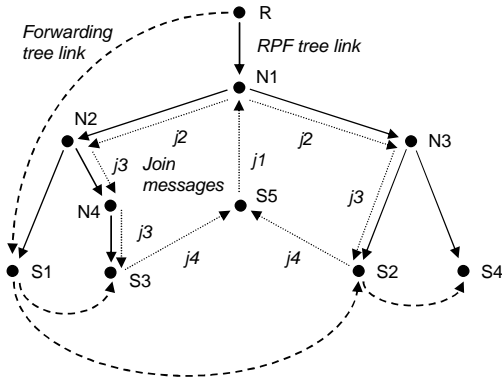 Forwarding
tree link
R
RPF tree link
N1
N2
j2
j2
N3
j3
Join
messages
j1
j3
N4
j3
S5
S1
S3
j4
j4
S2
S4